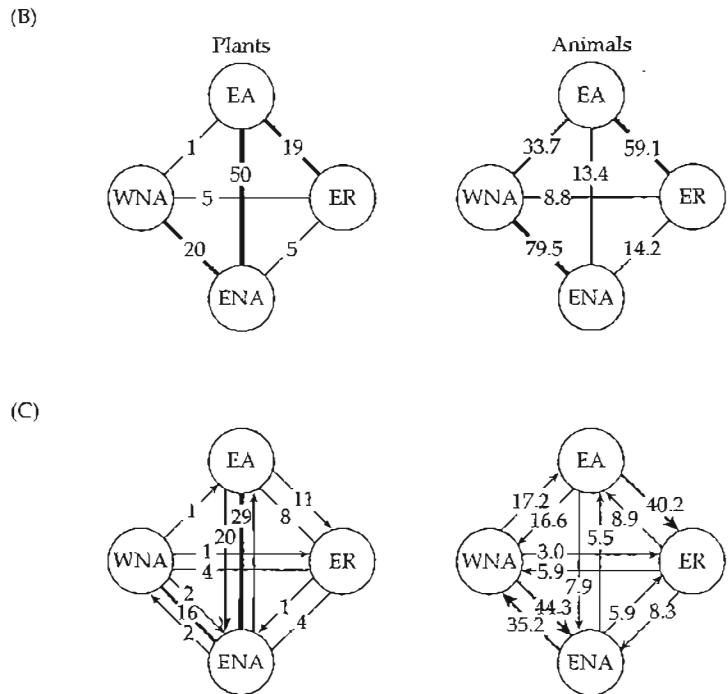 (B)
Plants Animals
EA EA
1 19 33.7 59.1
50 13.4
WNA 5 ER WNA 8.8 ER
20 5 79.5 14.2
ENA ENA
(C)
EA EA
1 29 11 17.2 40.2
20 8 16.6 5.5 8.9
WNA 1 ER WNA 3.0 ER
4 5.9
2 1 7.9
16 4 44.3 5.9 8.3
2 35.2
ENA ENA